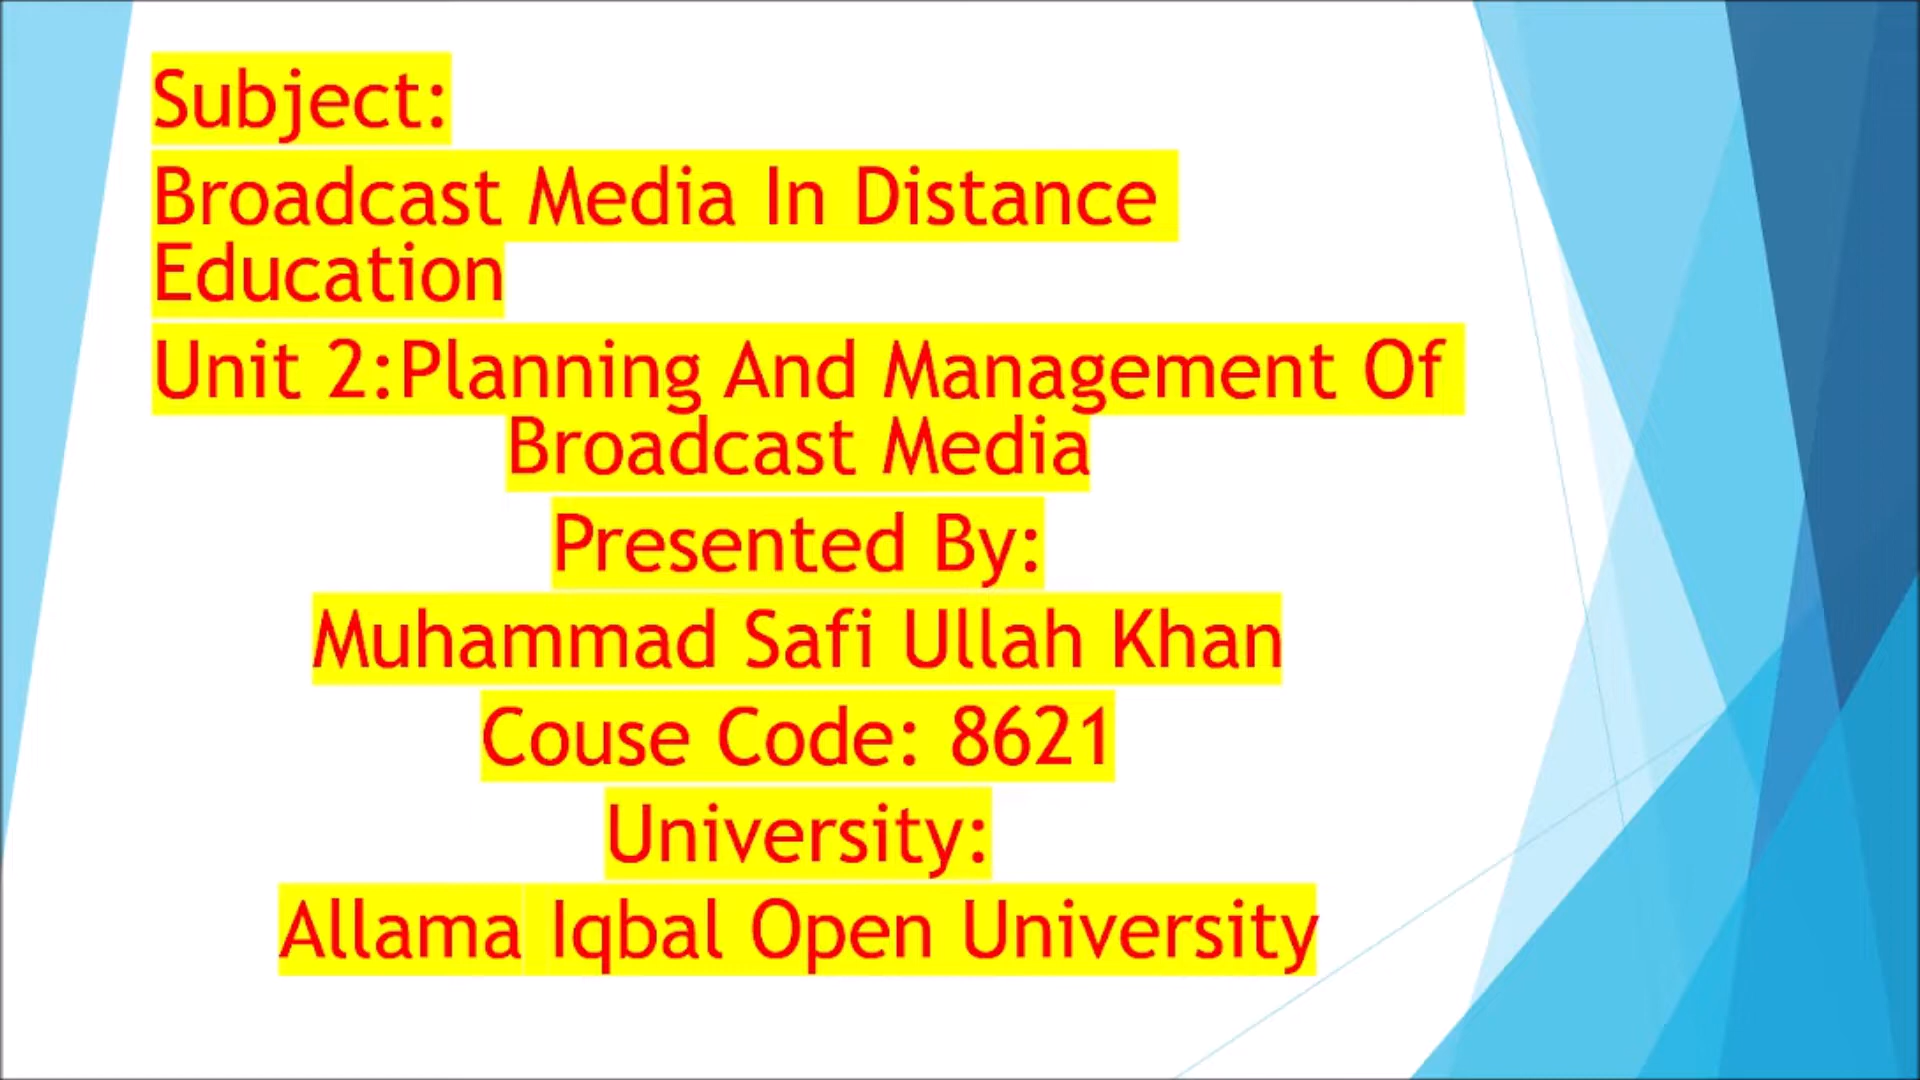 Subject:
Broadcast Media In Distance
Education
Unit 2:Planning And Management Of
Broadcast Media
Presented By:
Muhammad Safi Ullah Khan
Couse Code: 8621
University:
Allama Iqbal Open University